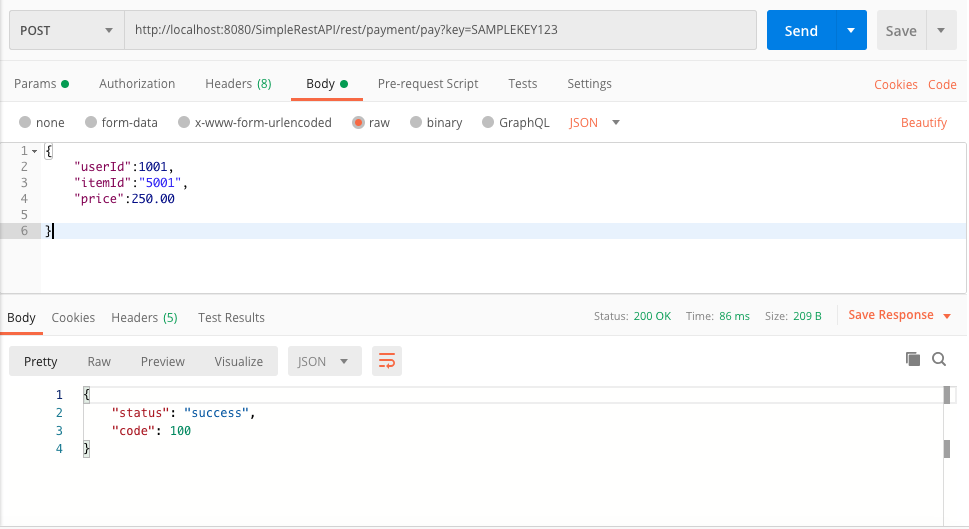 POST http://localhost:8080/SimpleRestAPI/rest/payment/pay?key=SAMPLEKEY123 Send Save
Params Authorization Headers (8) Body Pre-request Script Tests Settings Cookies Code
none form-data x-www-form-urlencoded raw binary GraphQL JSON Beautify
1 {
2 "userId":1001,
3 "itemId":"5001",
4 "price":250.00
5
6 }
Body Cookies Headers (5) Test Results Status: 200 OK Time: 86 ms Size: 209 B Save Response
Pretty Raw Preview Visualize JSON
1 {
2 "status": "success",
3 "code": 100
4 }